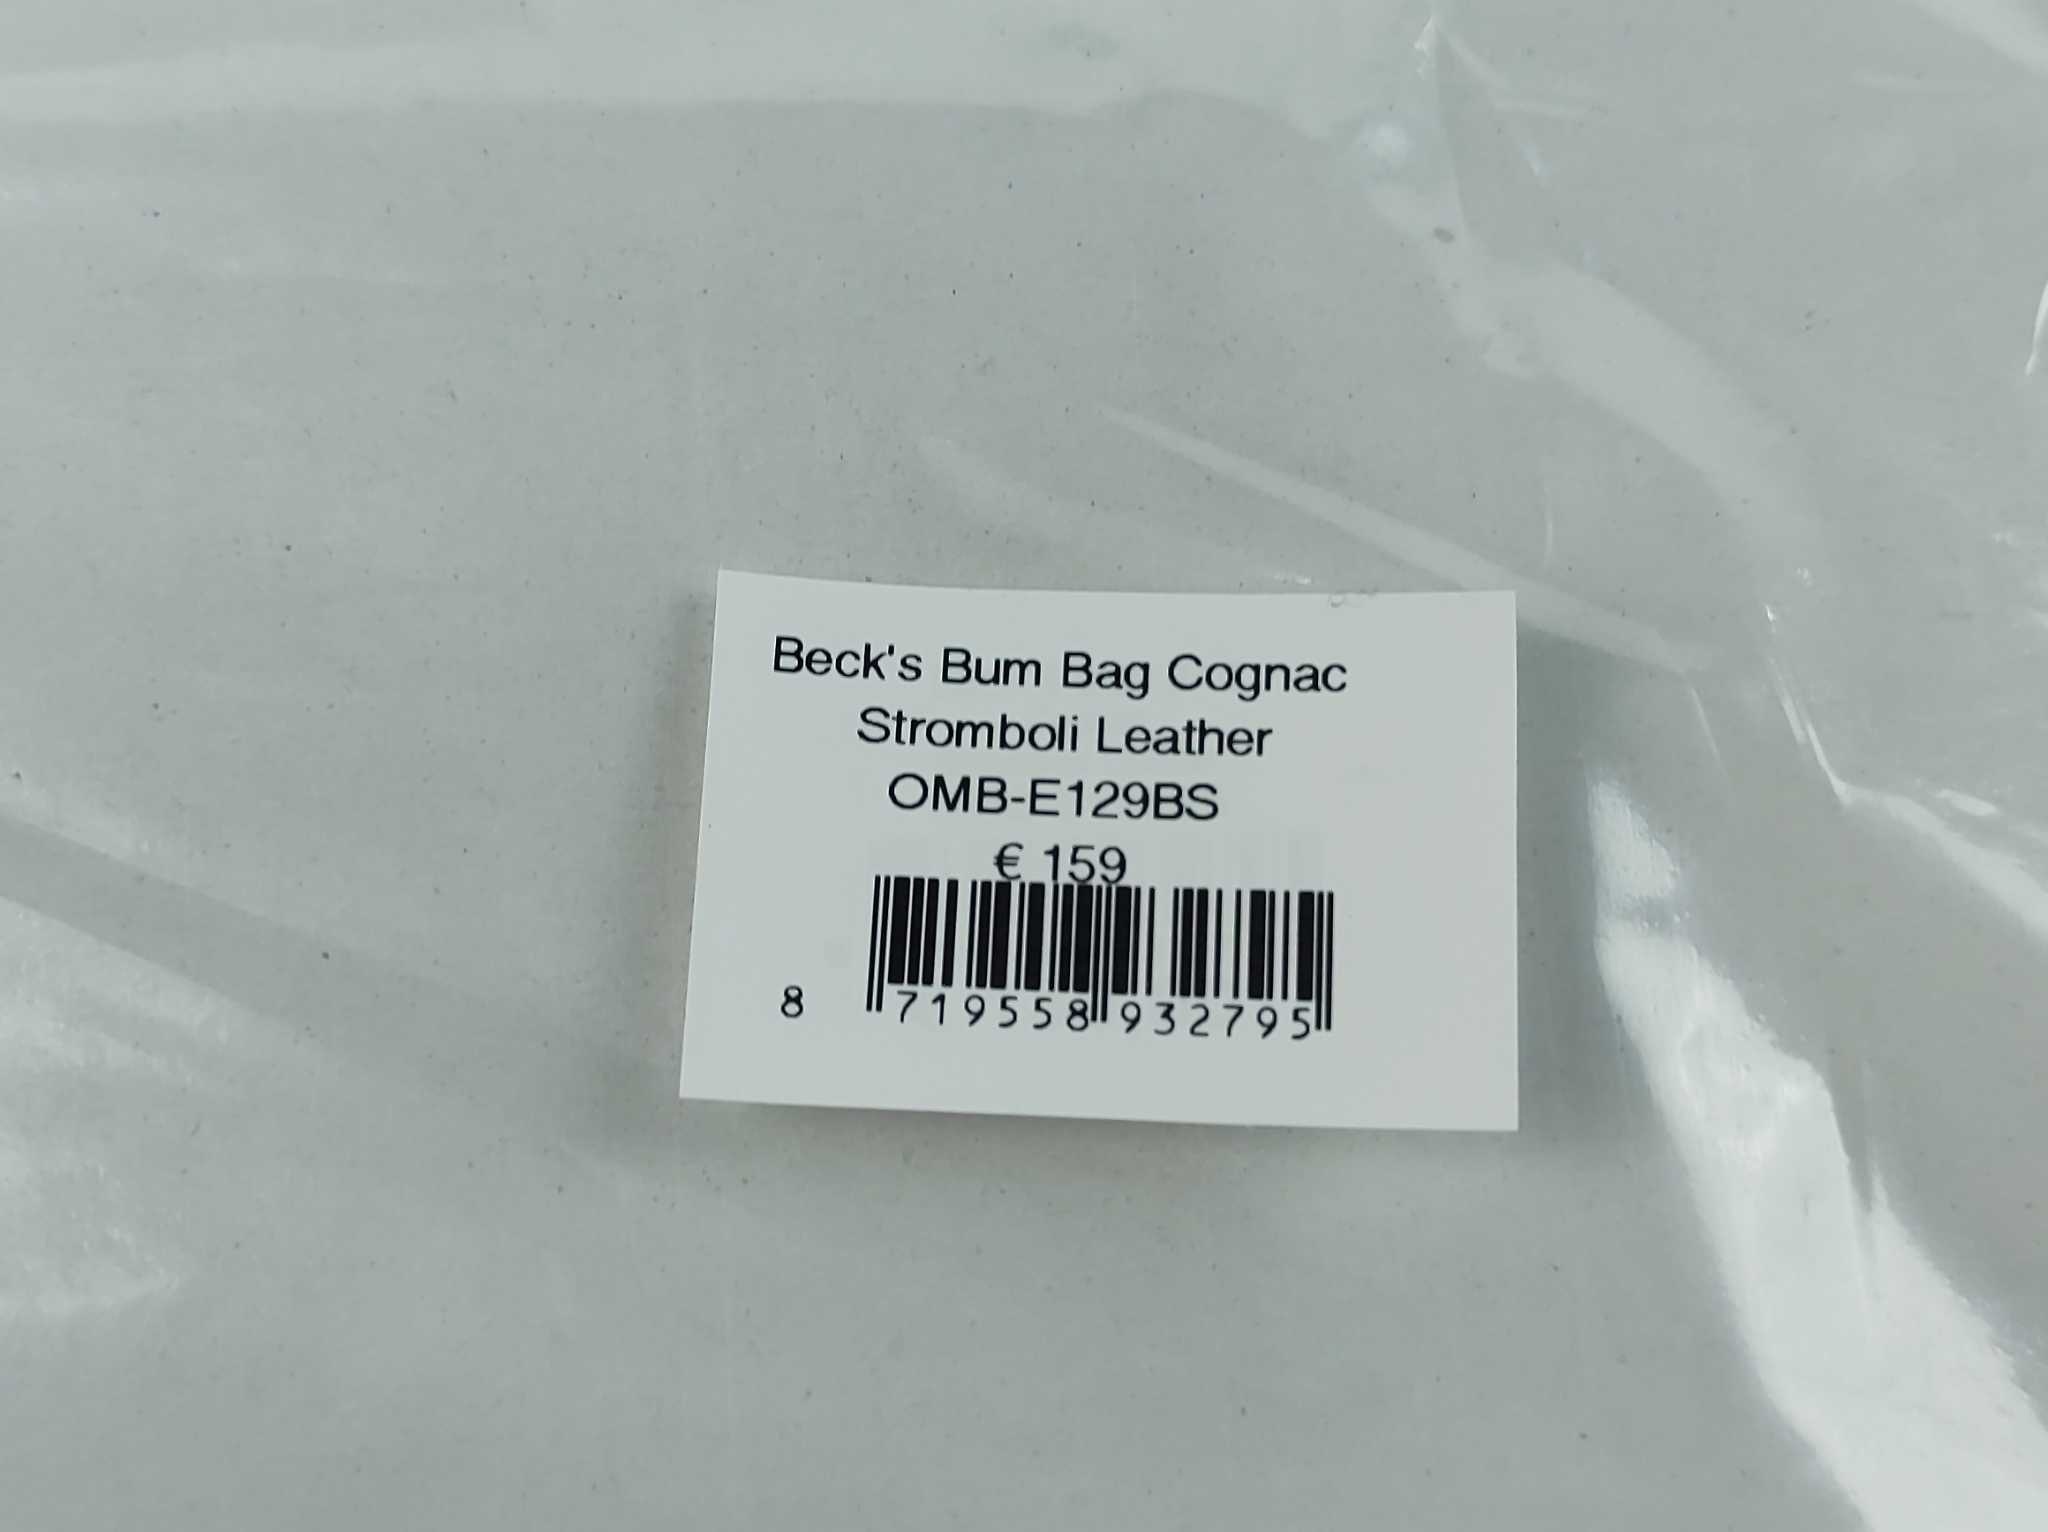 Beck's Bum Bag Cognac
Stromboli Leather
OMB-E129BS
€ 159
8 719558 932795